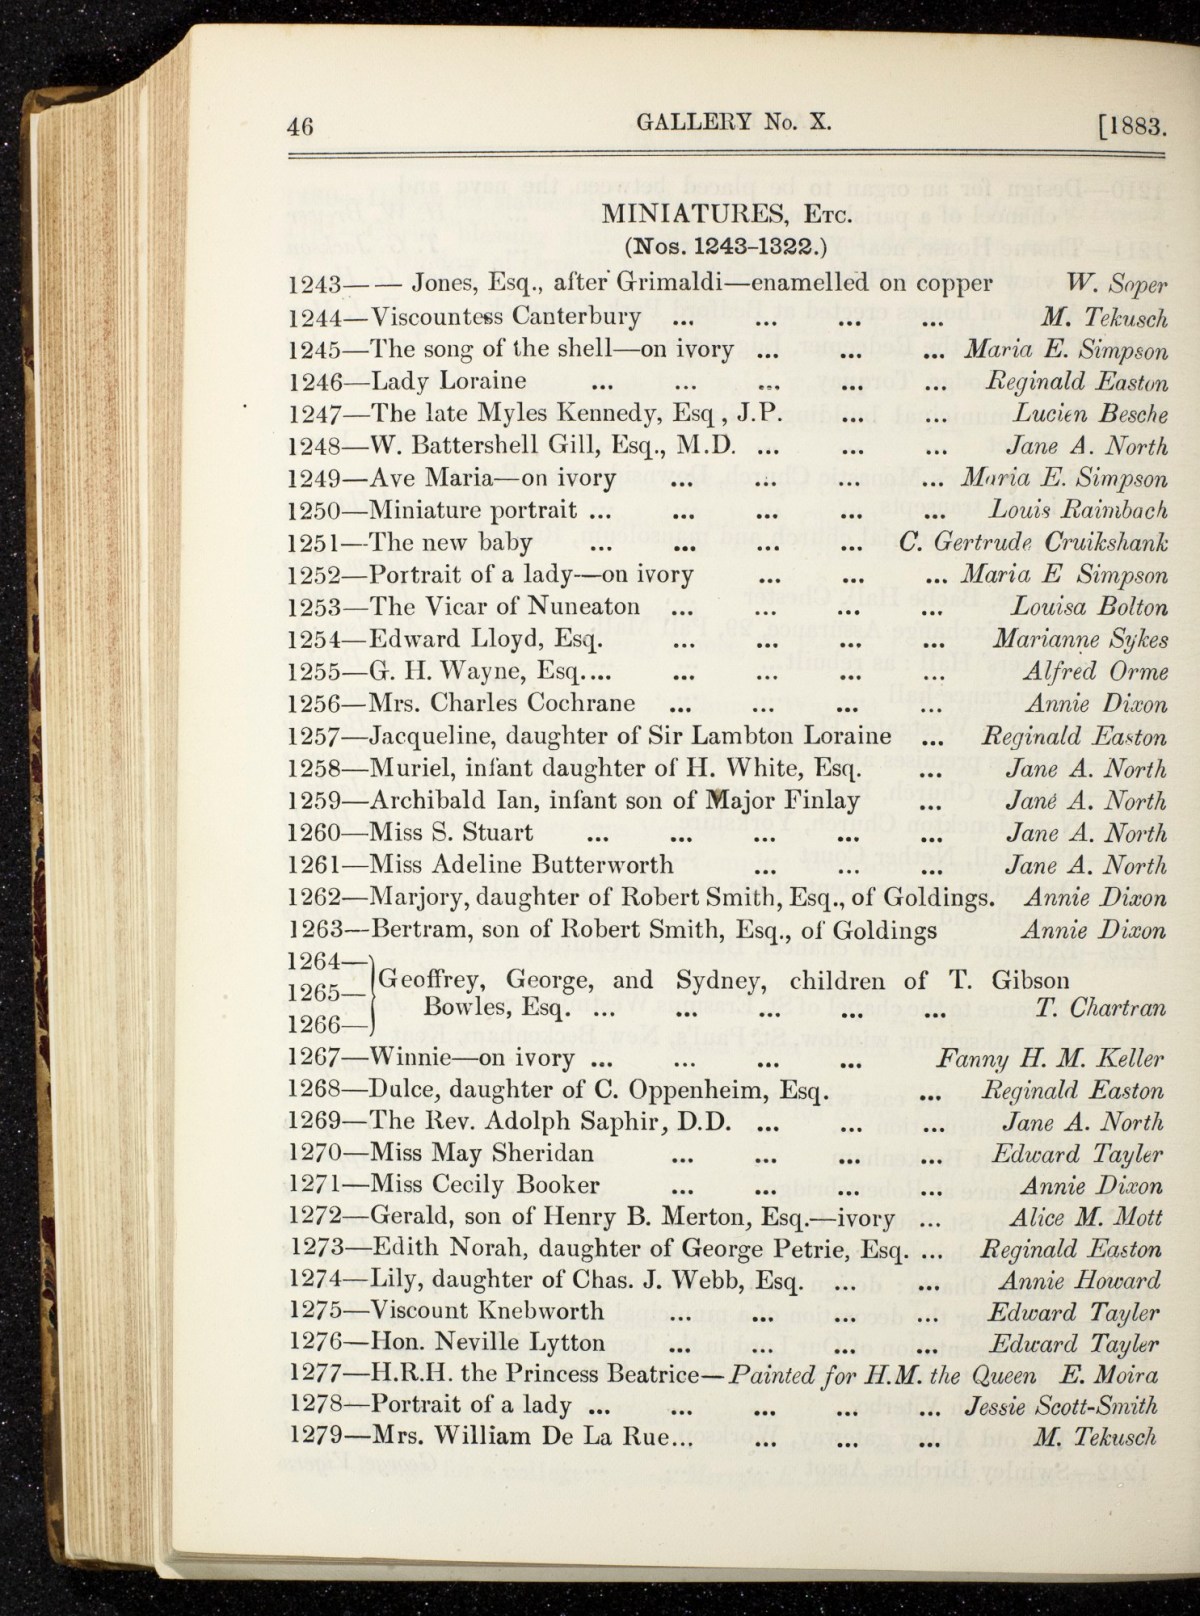 46 GALLERY No. X. [1883.
MINIATURES, Etc.
(Nos. 1243-1322.)
1243— — Jones, Esq., after Grimaldi—enamelled on copper W. Soper
1244—Viscountess Canterbury ... ... ... ... M. Tekusch
1245—The song of the shell—on ivory ... ... ... Maria E. Simpson
1246—Lady Loraine ... ... ... ... ... Reginald Easton
1247—The late Myles Kennedy, Esq , J.P. ... ... Lucien Besche
1248—W. Battershell Gill, Esq., M.D. ... ... ... Jane A. North
1249—Ave Maria—on ivory ... ... ... ... Maria E. Simpson
1250—Miniature portrait ... ... ... ... ... Louis Raimbach
1251—The new baby ... ... ... ... C. Gertrude Cruikshank
1252—Portrait of a lady—on ivory ... ... ... Maria E Simpson
1253—The Vicar of Nuneaton ... ... ... ... Louisa Bolton
1254—Edward Lloyd, Esq. ... ... ... ... Marianne Sykes
1255—G. H. Wayne, Esq.... ... ... ... ... Alfred Orme
1256—Mrs. Charles Cochrane ... ... ... ... Annie Dixon
1257—Jacqueline, daughter of Sir Lambton Loraine ... Reginald Easton
1258—Muriel, infant daughter of H. White, Esq. ... Jane A. North
1259—Archibald Ian, infant son of Major Finlay ... Jane A. North
1260—Miss S. Stuart ... ... ... ... ... Jane A. North
1261—Miss Adeline Butterworth ... ... ... Jane A. North
1262—Marjory, daughter of Robert Smith, Esq., of Goldings. Annie Dixon
1263—Bertram, son of Robert Smith, Esq., of Goldings Annie Dixon
1264—
1265— Geoffrey, George, and Sydney, children of T. Gibson
1266— Bowles, Esq. ... ... ... ... ... T. Chartran
1267—Winnie—on ivory ... ... ... ... Fanny H. M. Keller
1268—Dulce, daughter of C. Oppenheim, Esq. ... Reginald Easton
1269—The Rev. Adolph Saphir, D.D. ... ... ... Jane A. North
1270—Miss May Sheridan ... ... ... ... Edward Tayler
1271—Miss Cecily Booker ... ... ... ... Annie Dixon
1272—Gerald, son of Henry B. Merton, Esq.—ivory ... Alice M. Mott
1273—Edith Norah, daughter of George Petrie, Esq. ... Reginald Easton
1274—Lily, daughter of Chas. J. Webb, Esq. ... ... Annie Howard
1275—Viscount Knebworth ... ... ... ... Edward Tayler
1276—Hon. Neville Lytton ... ... ... ... Edward Tayler
1277—H.R.H. the Princess Beatrice—Painted for H.M. the Queen E. Moira
1278—Portrait of a lady ... ... ... ... ... Jessie Scott-Smith
1279—Mrs. William De La Rue... ... ... ... M. Tekusch